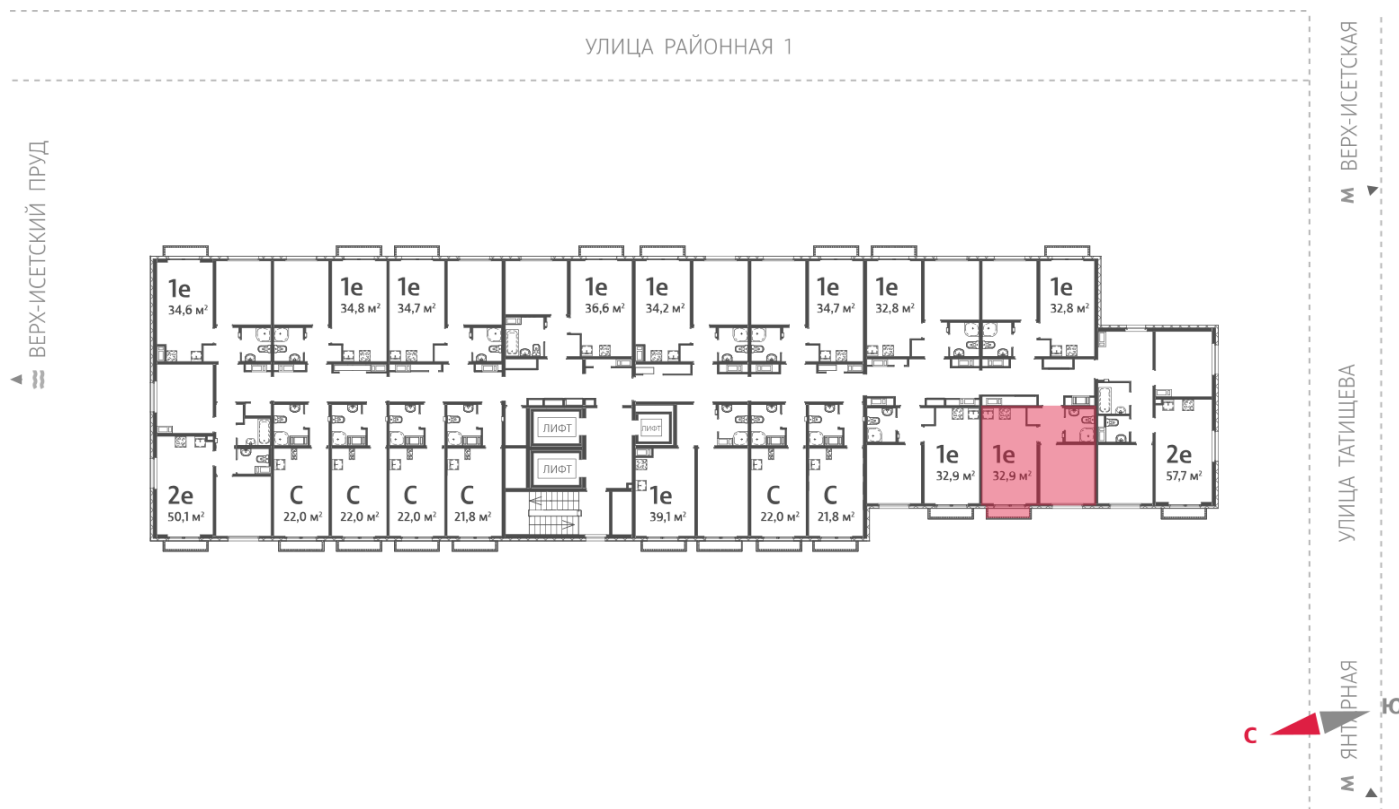 УЛИЦА РАЙОННАЯ 1
ВЕРХ-ИСЕТСКАЯ
М
ВЕРХ-ИСЕТСКИЙ ПРУД
1е
34,6 м²
1е
34,8 м²
1е
34,7 м²
1е
36,6 м²
1е
34,2 м²
1е
34,7 м²
1е
32,8 м²
1е
32,8 м²
ЛИФТ
ЛИФТ
ЛИФТ
2е
50,1 м²
С
22,0 м²
С
22,0 м²
С
22,0 м²
С
21,8 м²
1е
39,1 м²
С
22,0 м²
С
21,8 м²
1е
32,9 м²
1е
32,9 м²
2е
57,7 м²
УЛИЦА ТАТИЩЕВА
ЯНТАРНАЯ
М
С
Ю